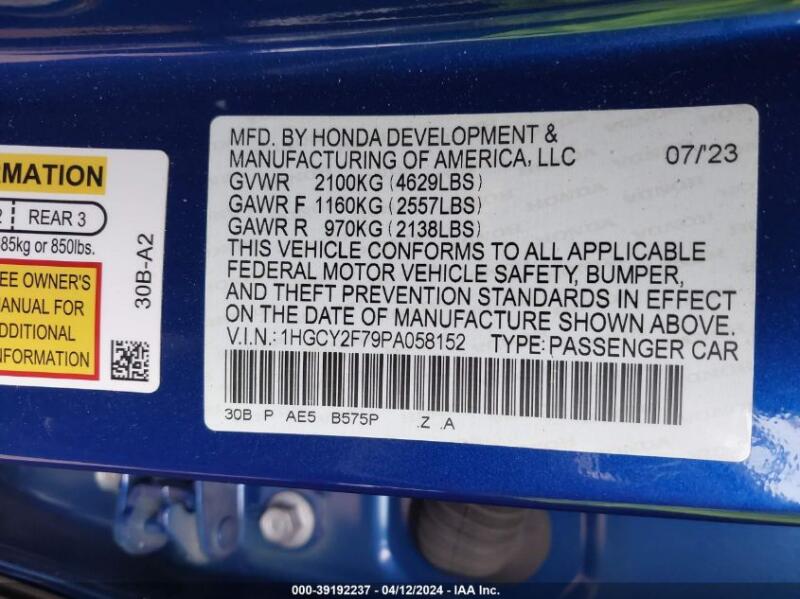 RMATION
REAR 3
85kg or 850lbs.
EE OWNER'S
MANUAL FOR
ADDITIONAL
INFORMATION
30B-A2
MFD. BY HONDA DEVELOPMENT &
MANUFACTURING OF AMERICA, LLC 07/'23
GVWR 2100KG (4629LBS)
GAWR F 1160KG (2557LBS)
GAWR R 970KG (2138LBS)
THIS VEHICLE CONFORMS TO ALL APPLICABLE
FEDERAL MOTOR VEHICLE SAFETY, BUMPER,
AND THEFT PREVENTION STANDARDS IN EFFECT
ON THE DATE OF MANUFACTURE SHOWN ABOVE.
V.I.N.: 1HGCY2F79PA058152 TYPE: PASSENGER CAR
30B P AE5 B575P .Z .A
000-39192237 - 04/12/2024 - IAA Inc.